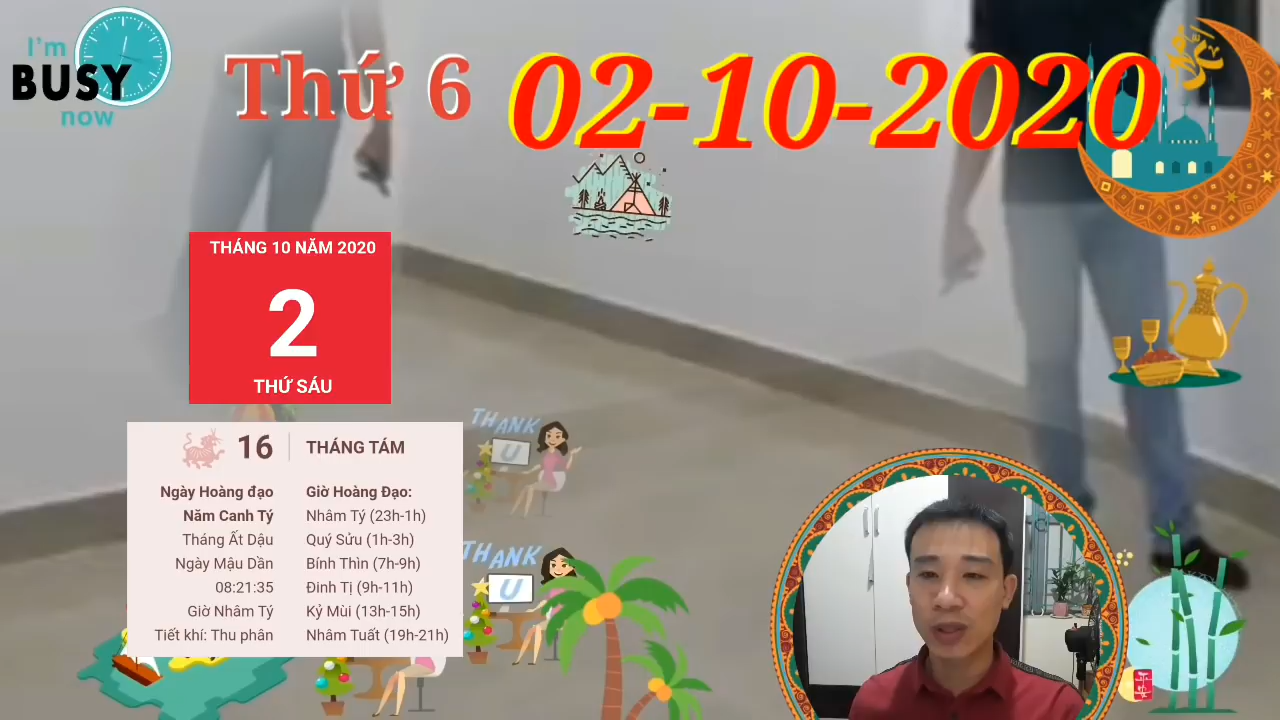 I'm
BUSY
now
Thứ 6 02-10-2020
THÁNG 10 NĂM 2020
2
THỨ SÁU
16 THÁNG TÁM
Ngày Hoàng đạo
Năm Canh Tý
Tháng Ất Dậu
Ngày Mậu Dần
08:21:35
Giờ Nhâm Tý
Tiết khí: Thu phân
Giờ Hoàng Đạo:
Nhâm Tý (23h-1h)
Quý Sửu (1h-3h)
Bính Thìn (7h-9h)
Đinh Tị (9h-11h)
Kỷ Mùi (13h-15h)
Nhâm Tuất (19h-21h)
THANK
U
THANK
U